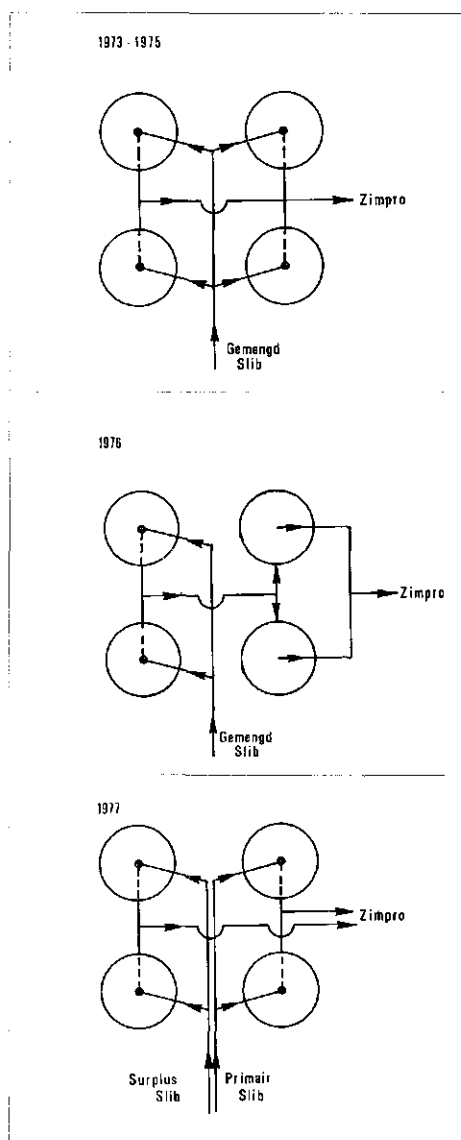 1973 - 1975
Zimpro
Gemengd
Slib
1976
Zimpro
Gemengd
Slib
1977
Zimpro
Surplus Primair
Slib Slib